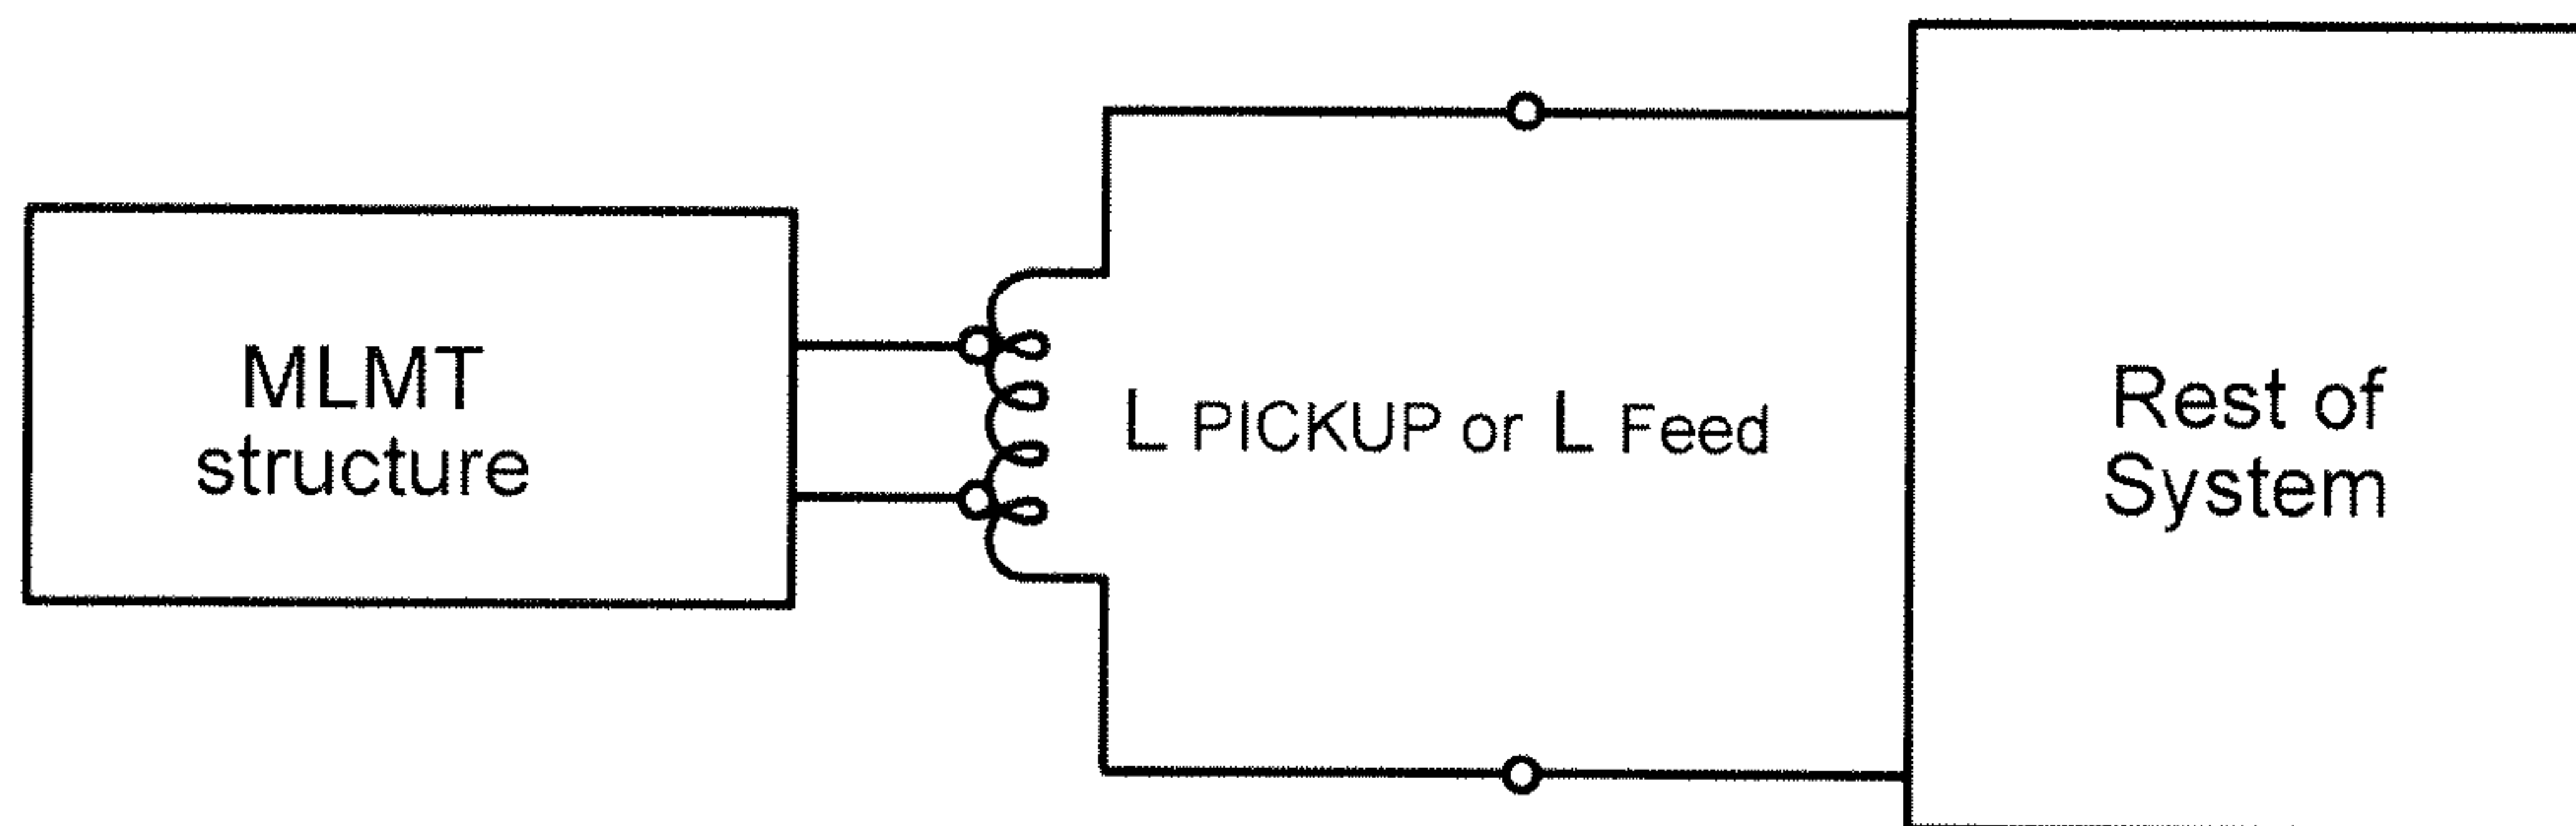 MLMT
structure
L PICKUP or L Feed
Rest of
System